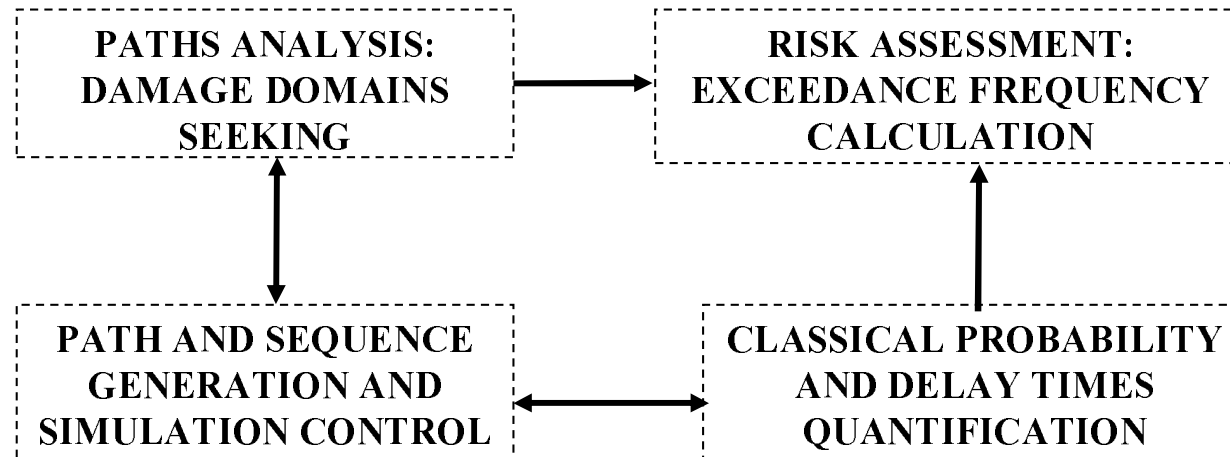 PATHS ANALYSIS:
DAMAGE DOMAINS
SEEKING
RISK ASSESSMENT:
EXCEEDANCE FREQUENCY
CALCULATION
PATH AND SEQUENCE
GENERATION AND
SIMULATION CONTROL
CLASSICAL PROBABILITY
AND DELAY TIMES
QUANTIFICATION